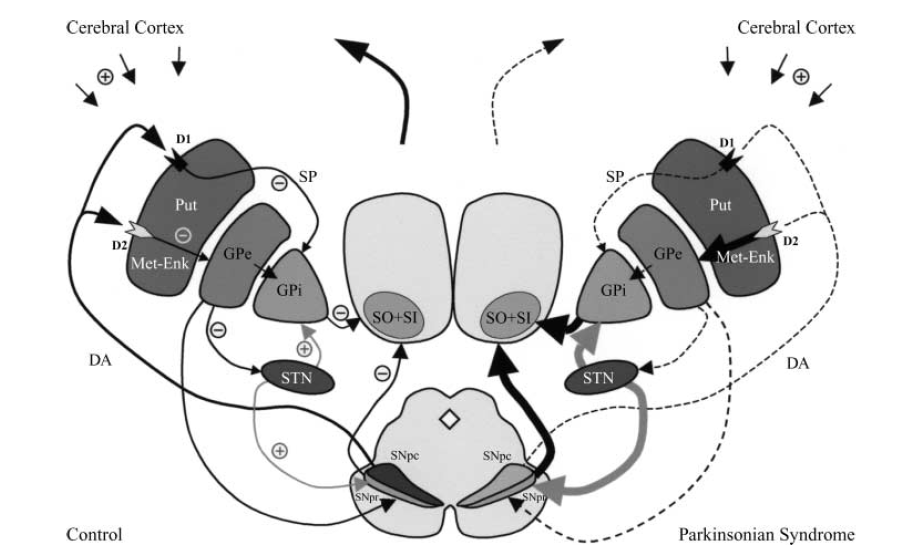 Cerebral Cortex
Cerebral Cortex
D1
D1
SP
SP
Put
Put
D2
D2
GPe
GPe
Met-Enk
Met-Enk
GPi
GPi
SO+SI
SO+SI
DA
DA
STN
STN
SNpc
SNpc
SNpr
SNpr
Control
Parkinsonian Syndrome